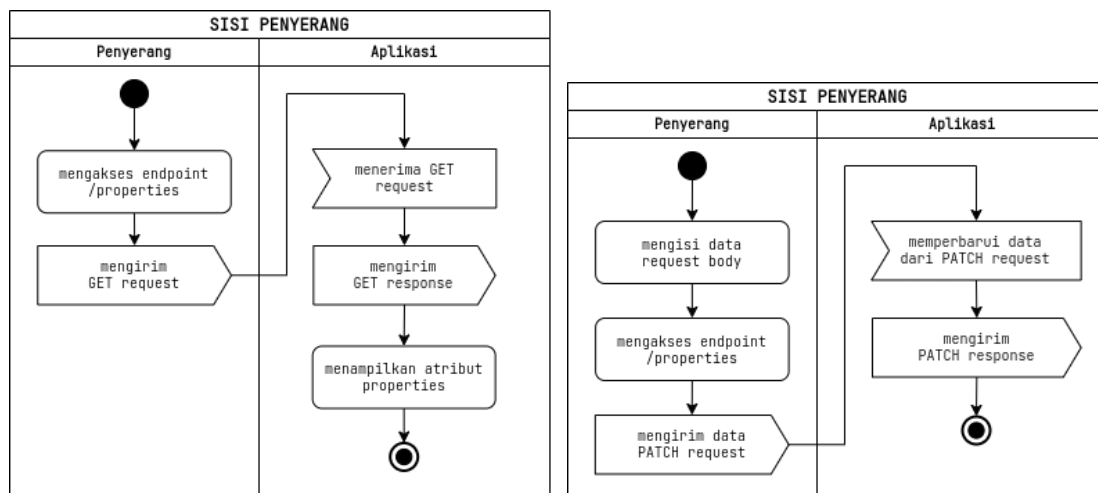 SISI PENYERANG
Penyerang
Aplikasi
mengakses endpoint
/properties
mengirim
GET request
menerima GET
request
mengirim
GET response
menampilkan atribut
properties
SISI PENYERANG
Penyerang
Aplikasi
mengisi data
request body
mengakses endpoint
/properties
mengirim data
PATCH request
memperbarui data
dari PATCH request
mengirim
PATCH response